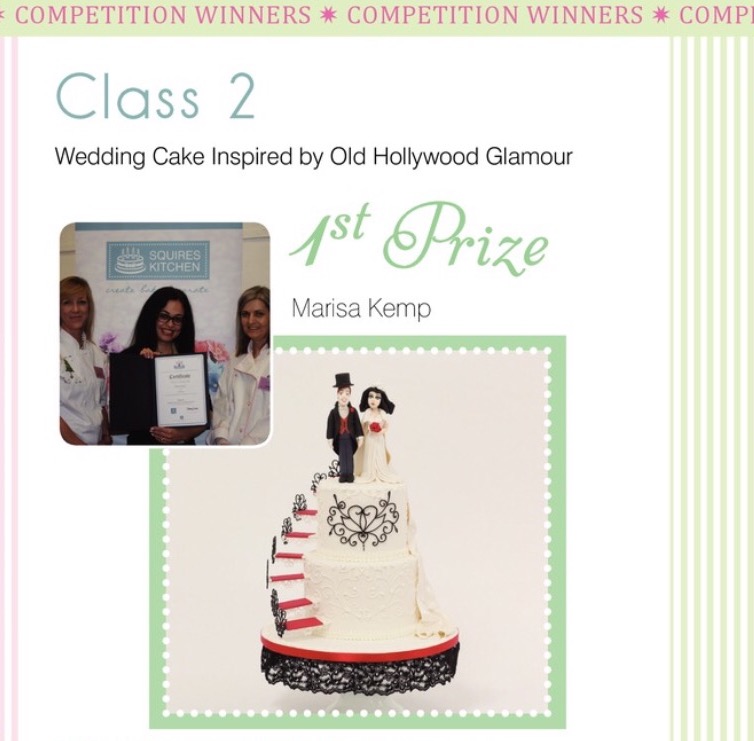 COMPETITION WINNERS ✷ COMPETITION WINNERS ✷ COMP
Class 2
Wedding Cake Inspired by Old Hollywood Glamour
1st Prize
Marisa Kemp
SQUIRES
KITCHEN
Certificate